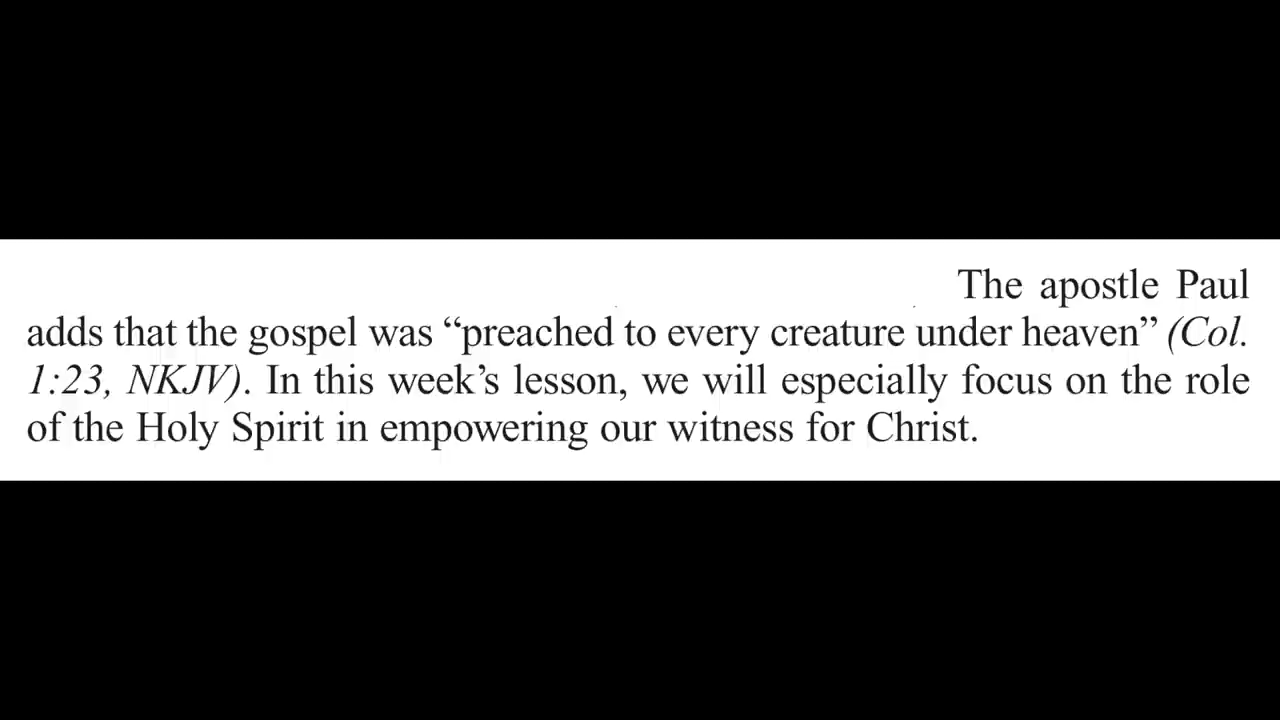 The apostle Paul
adds that the gospel was “preached to every creature under heaven” (Col.
1:23, NKJV). In this week’s lesson, we will especially focus on the role
of the Holy Spirit in empowering our witness for Christ.